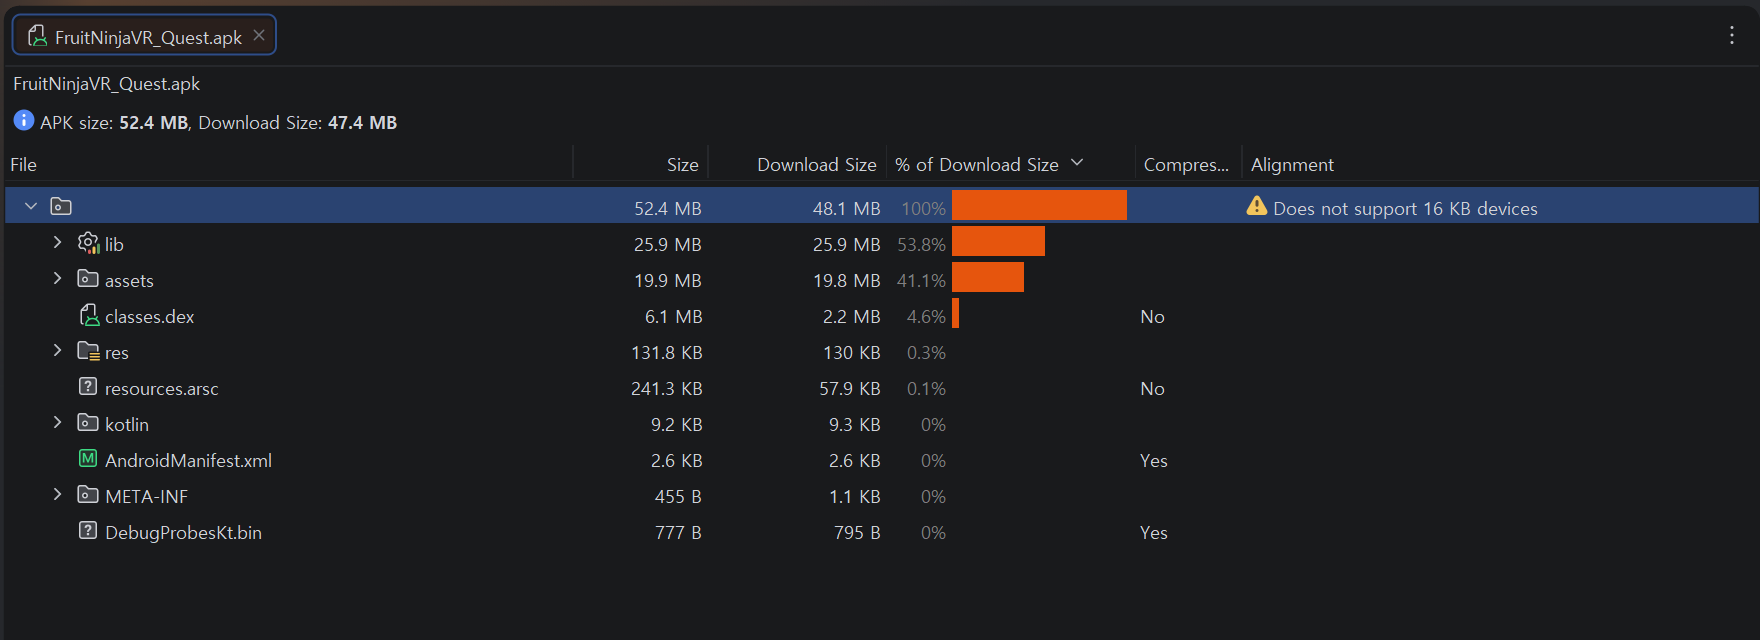 FruitNinjaVR_Quest.apk
FruitNinjaVR_Quest.apk
APK size: 52.4 MB, Download Size: 47.4 MB
File Size Download Size % of Download Size Compres... Alignment
52.4 MB 48.1 MB 100% Does not support 16 KB devices
lib 25.9 MB 25.9 MB 53.8%
assets 19.9 MB 19.8 MB 41.1%
classes.dex 6.1 MB 2.2 MB 4.6% No
res 131.8 KB 130 KB 0.3%
resources.arsc 241.3 KB 57.9 KB 0.1% No
kotlin 9.2 KB 9.3 KB 0%
AndroidManifest.xml 2.6 KB 2.6 KB 0% Yes
META-INF 455 B 1.1 KB 0%
DebugProbesKt.bin 777 B 795 B 0% Yes